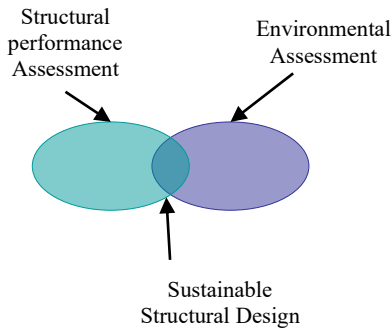 Structural
performance
Assessment
Environmental
Assessment
Sustainable
Structural Design